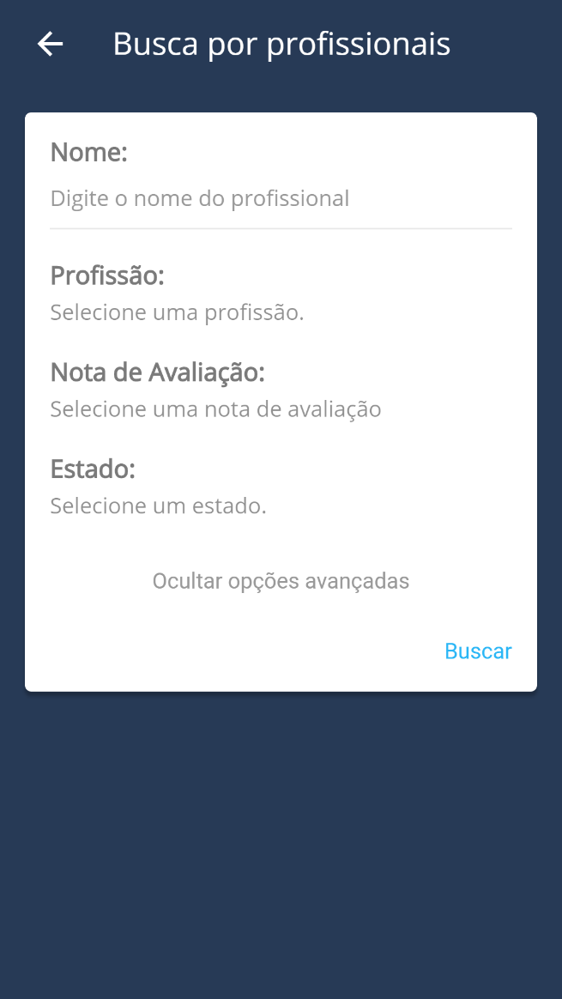 Busca por profissionais
Nome:
Digite o nome do profissional
Profissão:
Selecione uma profissão.
Nota de Avaliação:
Selecione uma nota de avaliação
Estado:
Selecione um estado.
Ocultar opções avançadas
Buscar